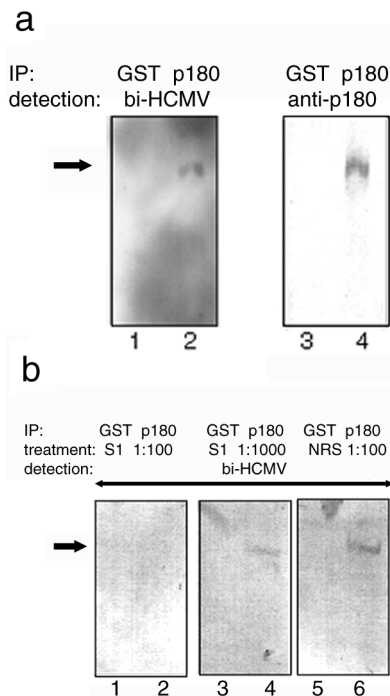 a
IP: GST p180 GST p180
detection: bi-HCMV anti-p180
1 2 3 4
b
IP: GST p180 GST p180 GST p180
treatment: S1 1:100 S1 1:1000 NRS 1:100
detection: bi-HCMV
1 2 3 4 5 6